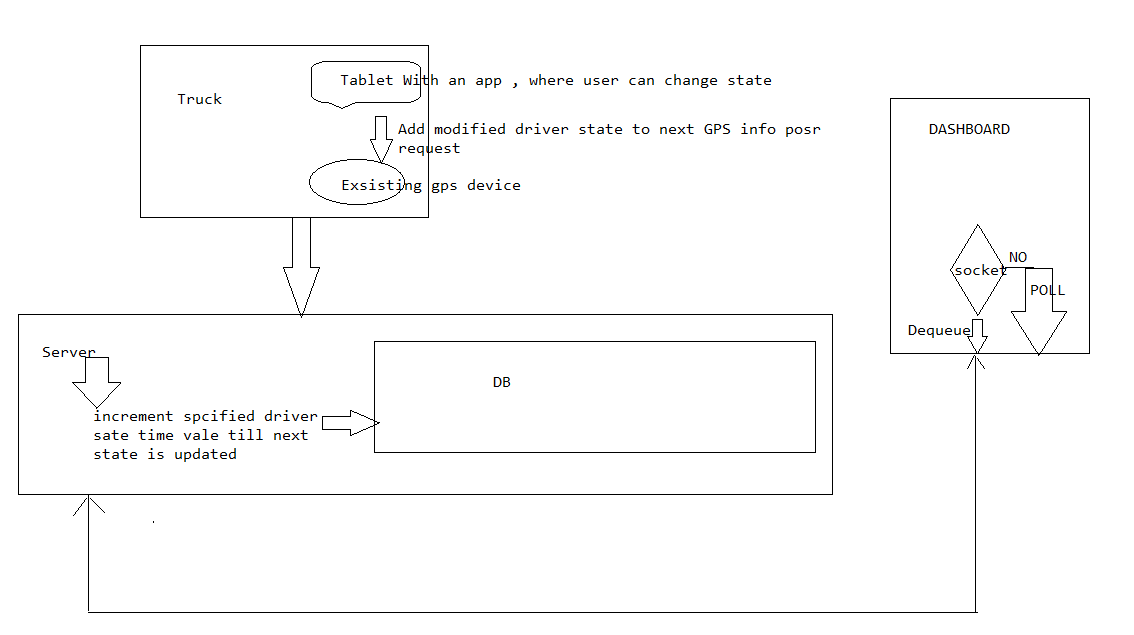 Tablet With an app , where user can change state
Truck
Add modified driver state to next GPS info posr
request
Exsisting gps device
DASHBOARD
socket
NO
POLL
Dequeue
Server
DB
increment spcified driver
sate time vale till next
state is updated